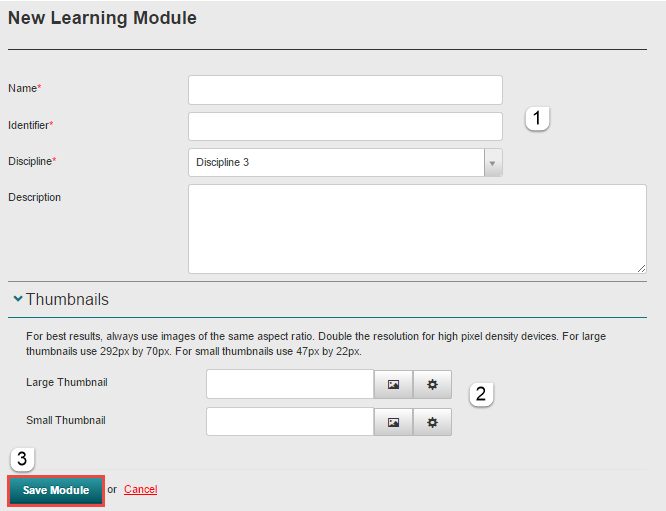 New Learning Module
Name*
Identifier*
1
Discipline* Discipline 3
Description
Thumbnails
For best results, always use images of the same aspect ratio. Double the resolution for high pixel density devices. For large
thumbnails use 292px by 70px. For small thumbnails use 47px by 22px.
Large Thumbnail
2
Small Thumbnail
3
Save Module or Cancel